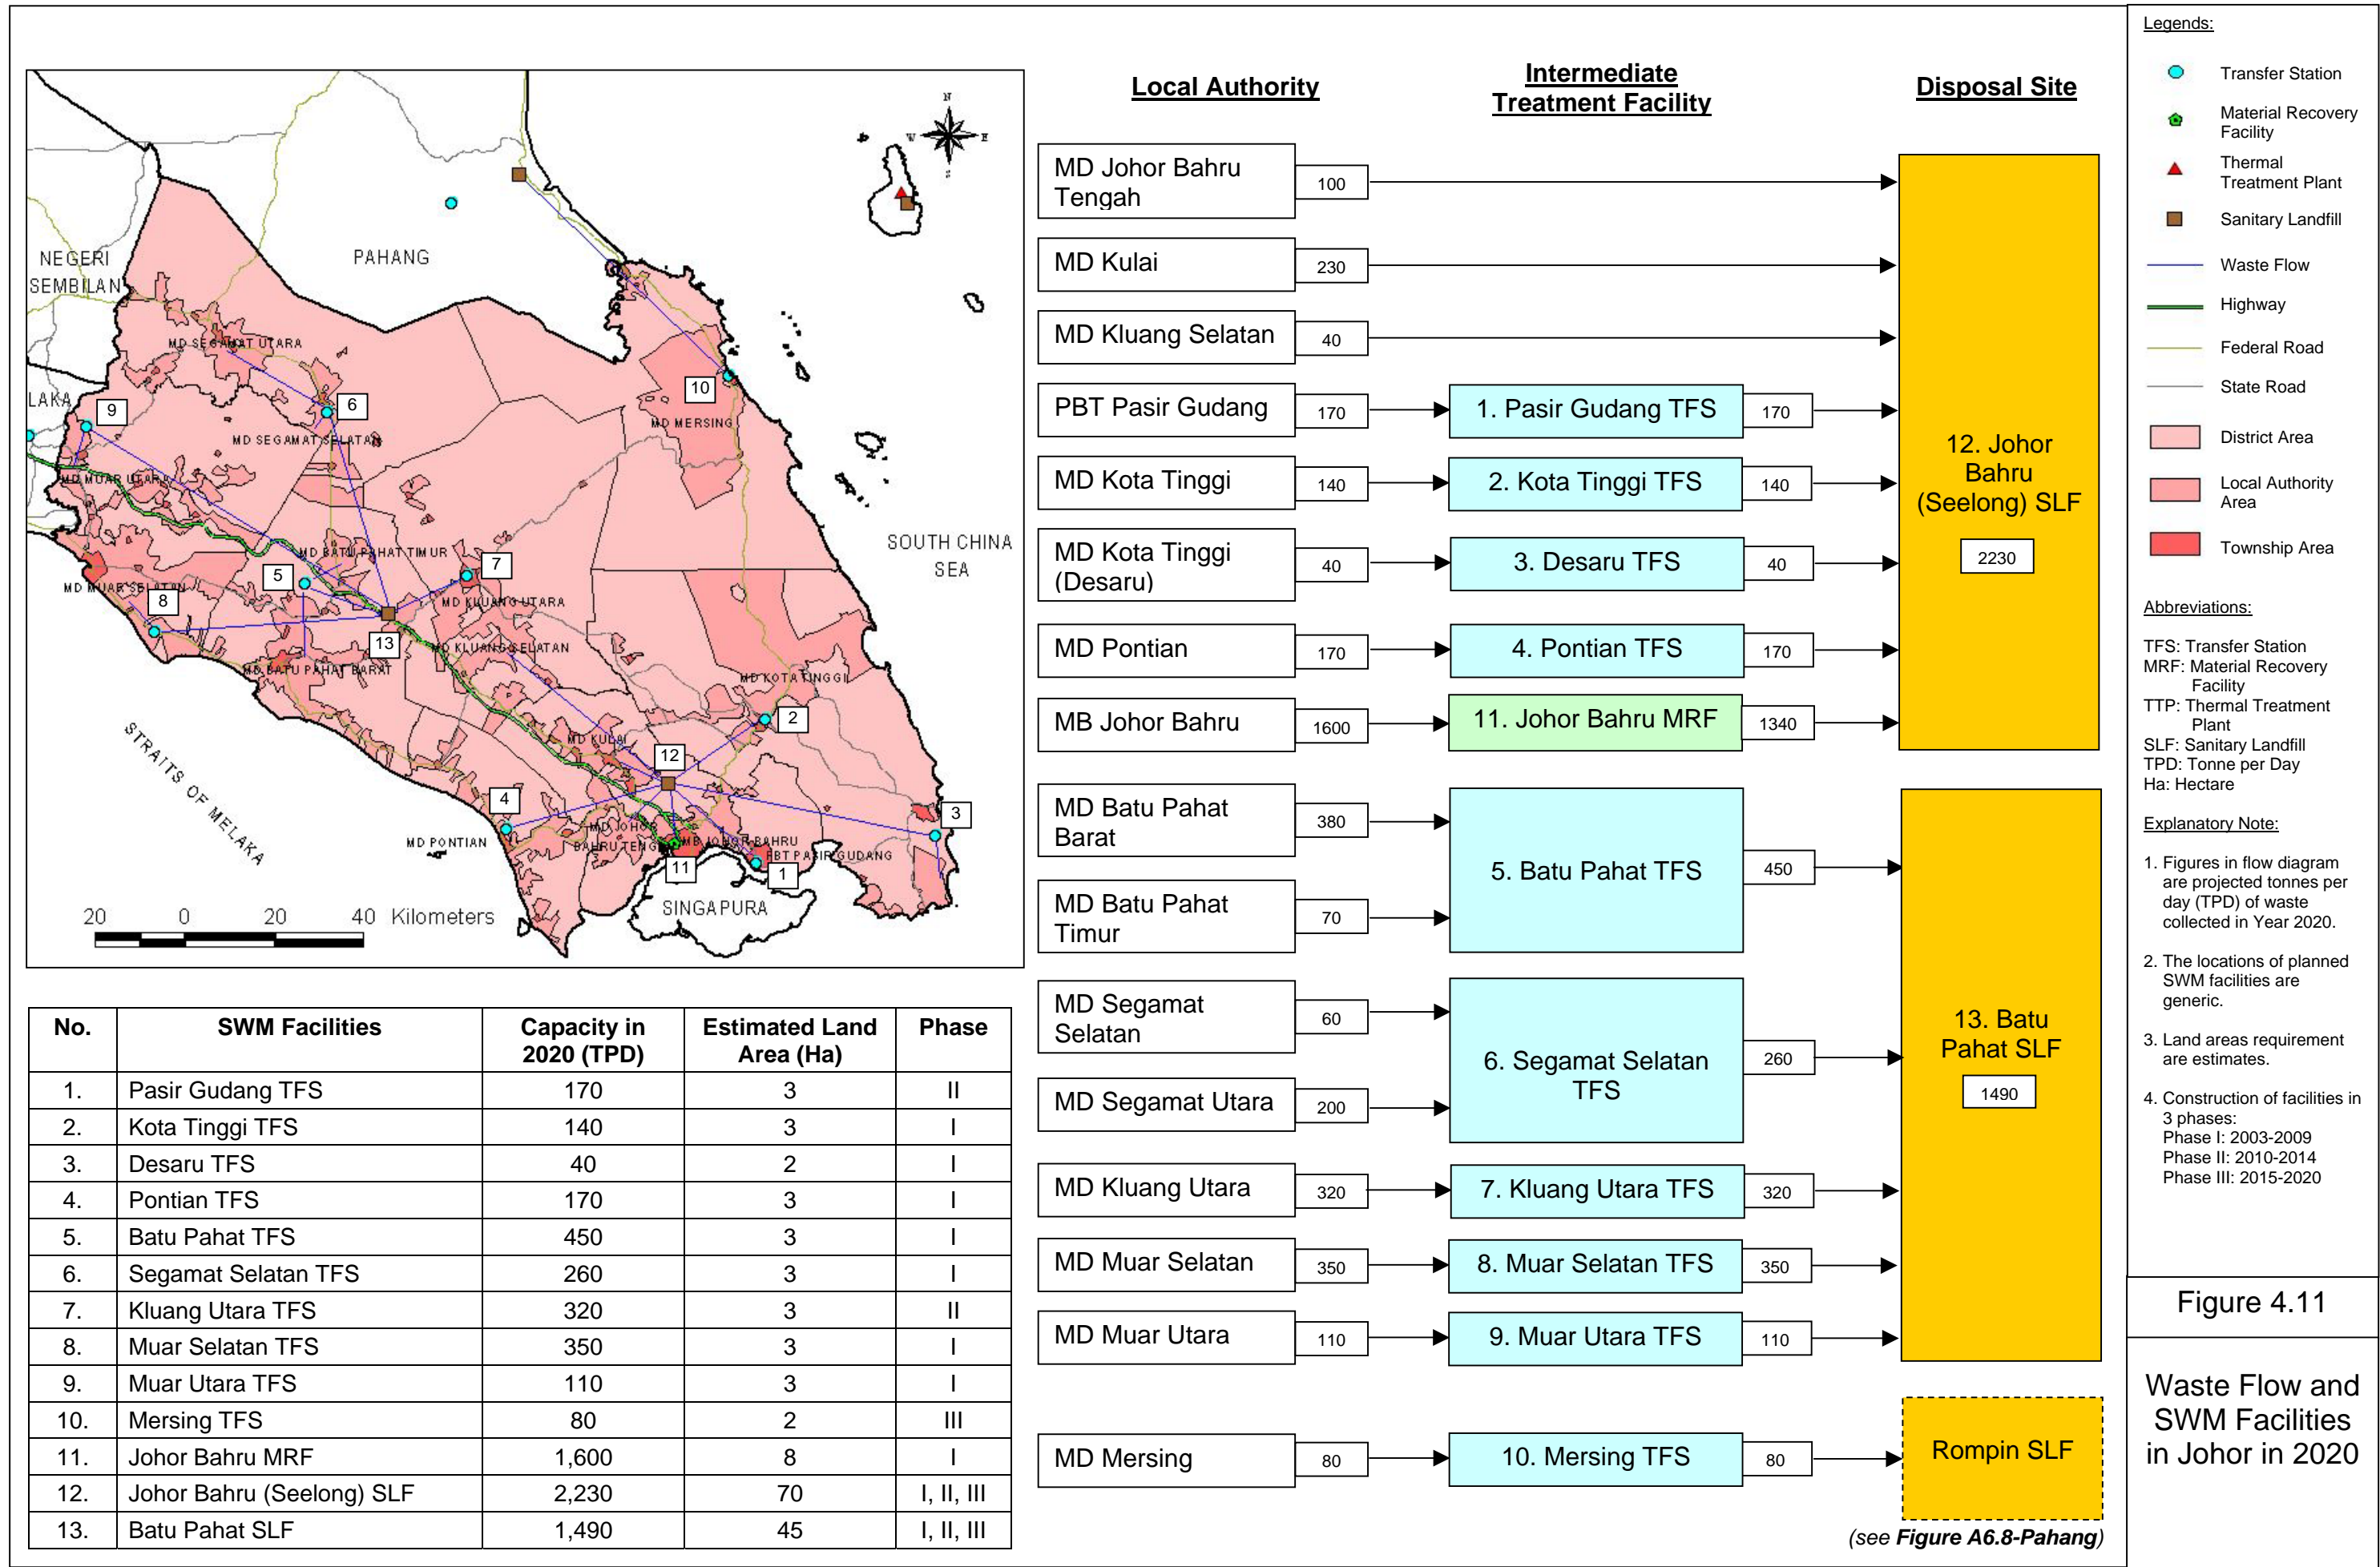 N
W E
S
NEGERI
SEMBILAN
PAHANG
MD SEGAMAT UTARA
LAKA
9
6
10
MD SEGAMAT SELATAN
MD MERSING
MD MUAR UTARA
SOUTH CHINA
SEA
MD BATU PAHAT TIMUR
5
7
MD MUAR SELATAN
8
MD KLUANG UTARA
13
MD KLUANG SELATAN
MD BATU PAHAT BARAT
MD KOTA TINGGI
2
STRAITS OF MELAKA
MD KULAI
12
4
3
MD PONTIAN
MD JOHOR
BAHRU TENG
MB JOHOR BAHRU
PBT PASIR GUDANG
11
1
SINGAPURA
20 0 20 40 Kilometers
No. SWM Facilities Capacity in 2020 (TPD) Estimated Land Area (Ha) Phase
1. Pasir Gudang TFS 170 3 II
2. Kota Tinggi TFS 140 3 I
3. Desaru TFS 40 2 I
4. Pontian TFS 170 3 I
5. Batu Pahat TFS 450 3 I
6. Segamat Selatan TFS 260 3 I
7. Kluang Utara TFS 320 3 II
8. Muar Selatan TFS 350 3 I
9. Muar Utara TFS 110 3 I
10. Mersing TFS 80 2 III
11. Johor Bahru MRF 1,600 8 I
12. Johor Bahru (Seelong) SLF 2,230 70 I, II, III
13. Batu Pahat SLF 1,490 45 I, II, III
Local Authority
Intermediate
Treatment Facility
Disposal Site
MD Johor Bahru
Tengah
100
MD Kulai
230
MD Kluang Selatan
40
PBT Pasir Gudang
170
1. Pasir Gudang TFS
170
MD Kota Tinggi
140
2. Kota Tinggi TFS
140
MD Kota Tinggi
(Desaru)
40
3. Desaru TFS
40
MD Pontian
170
4. Pontian TFS
170
MB Johor Bahru
1600
11. Johor Bahru MRF
1340
12. Johor
Bahru
(Seelong) SLF
2230
MD Batu Pahat
Barat
380
MD Batu Pahat
Timur
70
5. Batu Pahat TFS
450
MD Segamat
Selatan
60
MD Segamat Utara
200
6. Segamat Selatan
TFS
260
MD Kluang Utara
320
7. Kluang Utara TFS
320
MD Muar Selatan
350
8. Muar Selatan TFS
350
MD Muar Utara
110
9. Muar Utara TFS
110
13. Batu
Pahat SLF
1490
MD Mersing
80
10. Mersing TFS
80
Rompin SLF
(see Figure A6.8-Pahang)
Legends:
Transfer Station
Material Recovery
Facility
Thermal
Treatment Plant
Sanitary Landfill
Waste Flow
Highway
Federal Road
State Road
District Area
Local Authority
Area
Township Area
Abbreviations:
TFS: Transfer Station
MRF: Material Recovery
Facility
TTP: Thermal Treatment
Plant
SLF: Sanitary Landfill
TPD: Tonne per Day
Ha: Hectare
Explanatory Note:
1. Figures in flow diagram
are projected tonnes per
day (TPD) of waste
collected in Year 2020.
2. The locations of planned
SWM facilities are
generic.
3. Land areas requirement
are estimates.
4. Construction of facilities in
3 phases:
Phase I: 2003-2009
Phase II: 2010-2014
Phase III: 2015-2020
Figure 4.11
Waste Flow and
SWM Facilities
in Johor in 2020